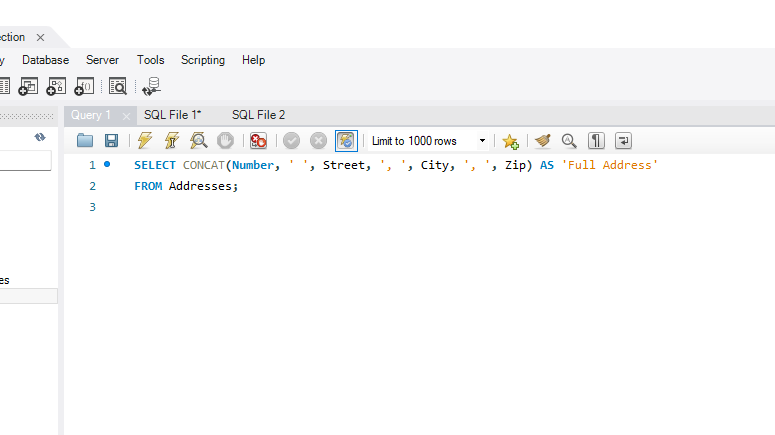 ction
y Database Server Tools Scripting Help
Query 1 SQL File 1* SQL File 2
Limit to 1000 rows
1 SELECT CONCAT(Number, ' ', Street, ', ', City, ', ', Zip) AS 'Full Address'
2 FROM Addresses;
3
es